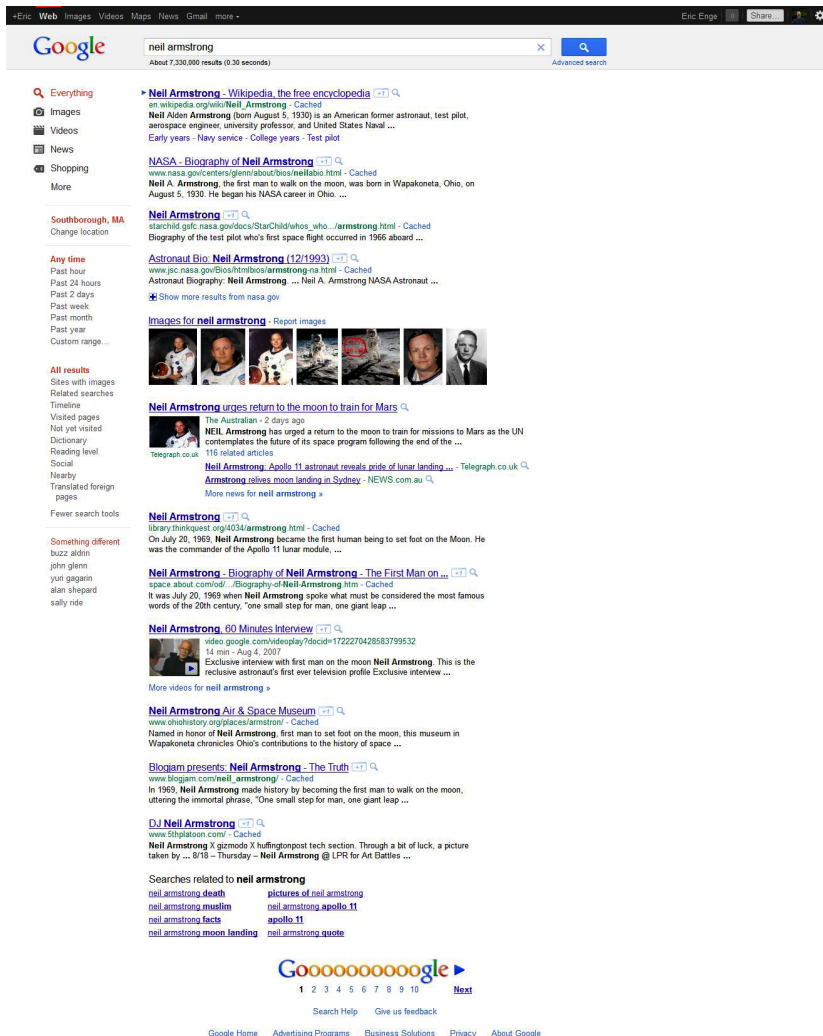 +Eric Web Images Videos Maps News Gmail more
Eric Enge 0 Share...
Google
neil armstrong
About 7,330,000 results (0.30 seconds)
Advanced search
Everything
Images
Videos
News
Shopping
More
Southborough, MA
Change location
Any time
Past hour
Past 24 hours
Past 2 days
Past week
Past month
Past year
Custom range...
All results
Sites with images
Related searches
Timeline
Visited pages
Not yet visited
Dictionary
Reading level
Social
Nearby
Translated foreign
pages
Fewer search tools
Something different
buzz aldrin
john glenn
yuri gagarin
alan shepard
sally ride
Neil Armstrong - Wikipedia, the free encyclopedia +1
en.wikipedia.org/wiki/Neil_Armstrong - Cached
Neil Alden Armstrong (born August 5, 1930) is an American former astronaut, test pilot,
aerospace engineer, university professor, and United States Naval ...
Early years - Navy service - College years - Test pilot
NASA - Biography of Neil Armstrong +1
www.nasa.gov/centers/glenn/about/bios/neilabio.html - Cached
Neil A. Armstrong, the first man to walk on the moon, was born in Wapakoneta, Ohio, on
August 5, 1930. He began his NASA career in Ohio. ...
Neil Armstrong +1
starchild.gsfc.nasa.gov/docs/StarChild/whos_who.../armstrong.html - Cached
Biography of the test pilot who's first space flight occurred in 1966 aboard ...
Astronaut Bio: Neil Armstrong (12/1993) +1
www.jsc.nasa.gov/Bios/htmlbios/armstrong-na.html - Cached
Astronaut Biography: Neil Armstrong. ... Neil A. Armstrong NASA Astronaut ...
Show more results from nasa.gov
Images for neil armstrong - Report images
Neil Armstrong urges return to the moon to train for Mars
The Australian - 2 days ago
NEIL Armstrong has urged a return to the moon to train for missions to Mars as the UN
contemplates the future of its space program following the end of the ...
Telegraph.co.uk 116 related articles
Neil Armstrong: Apollo 11 astronaut reveals pride of lunar landing ... - Telegraph.co.uk
Armstrong relives moon landing in Sydney - NEWS.com.au
More news for neil armstrong »
Neil Armstrong +1
library.thinkquest.org/4034/armstrong.html - Cached
On July 20, 1969, Neil Armstrong became the first human being to set foot on the Moon. He
was the commander of the Apollo 11 lunar module, ...
Neil Armstrong - Biography of Neil Armstrong - The First Man on ... +1
space.about.com/od/.../Biography-of-Neil-Armstrong.htm - Cached
It was July 20, 1969 when Neil Armstrong spoke what must be considered the most famous
words of the 20th century, "one small step for man, one giant leap ...
Neil Armstrong, 60 Minutes Interview +1
video.google.com/videoplay?docid=1722270428583799532
14 min - Aug 4, 2007
Exclusive interview with first man on the moon Neil Armstrong. This is the
reclusive astronaut's first ever television profile Exclusive interview ...
More videos for neil armstrong »
Neil Armstrong Air & Space Museum +1
www.ohiohistory.org/places/armstron/ - Cached
Named in honor of Neil Armstrong, first man to set foot on the moon, this museum in
Wapakoneta chronicles Ohio's contributions to the history of space ...
Blogjam presents: Neil Armstrong - The Truth +1
www.blogjam.com/neil_armstrong/ - Cached
In 1969, Neil Armstrong made history by becoming the first man to walk on the moon,
uttering the immortal phrase, "One small step for man, one giant leap ...
DJ Neil Armstrong +1
www.5thplatoon.com/ - Cached
Neil Armstrong X gizmodo X huffingtonpost tech section. Through a bit of luck, a picture
taken by ... 8/18 – Thursday – Neil Armstrong @ LPR for Art Battles ...
Searches related to neil armstrong
neil armstrong death pictures of neil armstrong
neil armstrong muslim neil armstrong apollo 11
neil armstrong facts apollo 11
neil armstrong moon landing neil armstrong quote
Goooooooooogle
1 2 3 4 5 6 7 8 9 10 Next
Search Help Give us feedback
Google Home Advertising Programs Business Solutions Privacy About Google